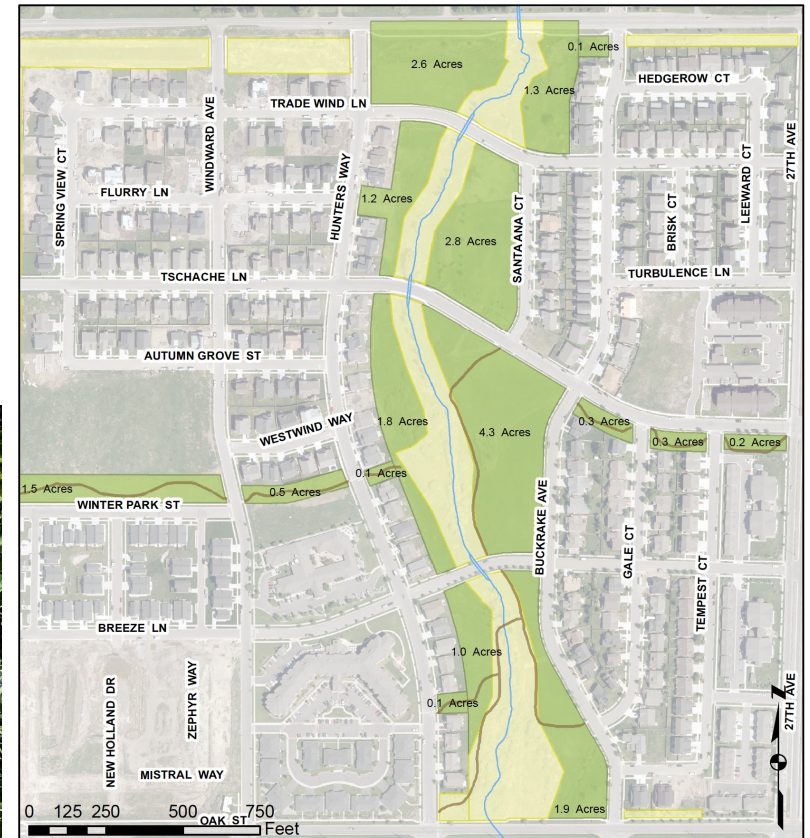 0.1 Acres
2.6 Acres
HEDGEROW CT
1.3 Acres
TRADE WIND LN
WINDWARD AVE
27TH AVE
SPRING VIEW CT
HUNTERS WAY
LEEWARD CT
FLURRY LN
1.2 Acres
SANTA ANA CT
BRISK CT
2.8 Acres
TSCHACHE LN
TURBULENCE LN
AUTUMN GROVE ST
WESTWIND WAY
1.8 Acres
4.3 Acres
0.3 Acres
0.3 Acres
0.2 Acres
0.1 Acres
1.5 Acres
0.5 Acres
WINTER PARK ST
BUCKRAKE AVE
GALE CT
TEMPEST CT
BREEZE LN
1.0 Acres
NEW HOLLAND DR
ZEPHYR WAY
0.1 Acres
27TH AVE
N
MISTRAL WAY
1.9 Acres
0 125 250 500 750
OAK ST
Feet